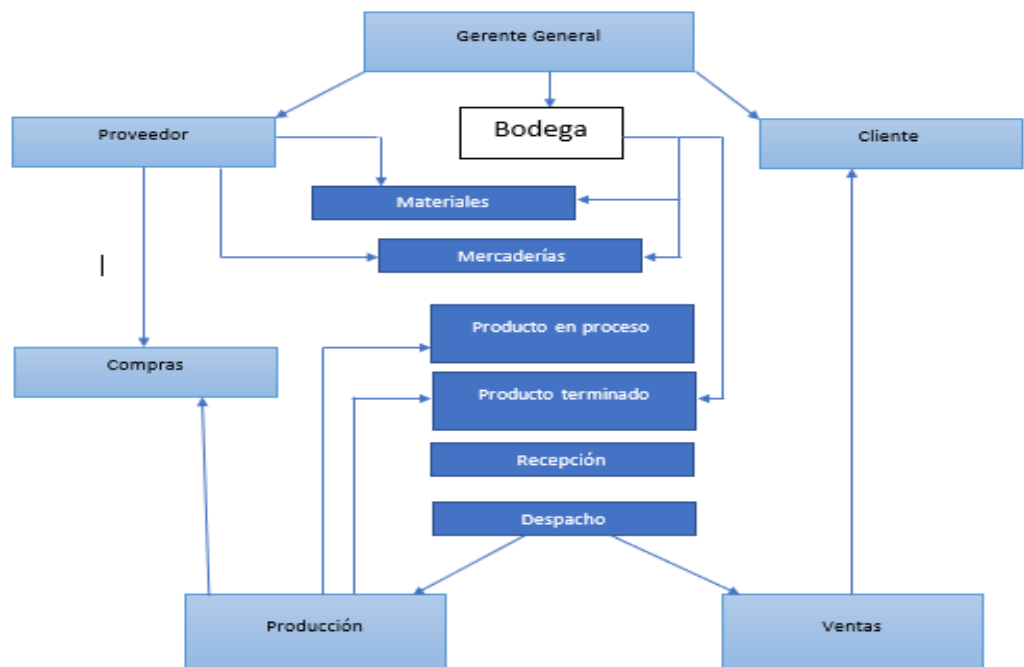 Gerente General
Proveedor
Bodega
Cliente
Materiales
Mercaderías
Producto en proceso
Compras
Producto terminado
Recepción
Despacho
Producción
Ventas